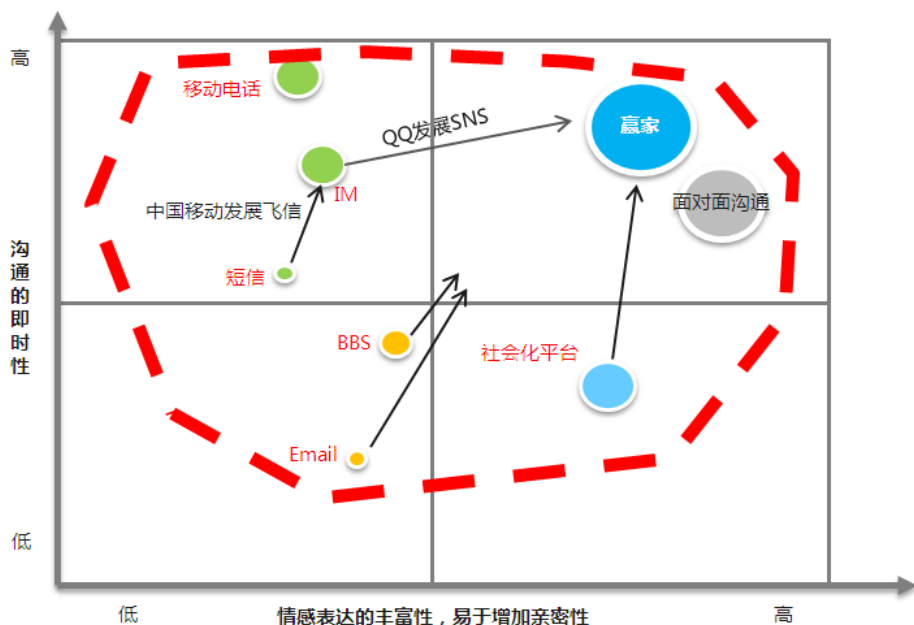 高
移动电话
赢家
QQ发展SNS
IM
中国移动发展飞信
面对面沟通
短信
沟通的即时性
BBS
社会化平台
Email
低
低
情感表达的丰富性，易于增加亲密性
高